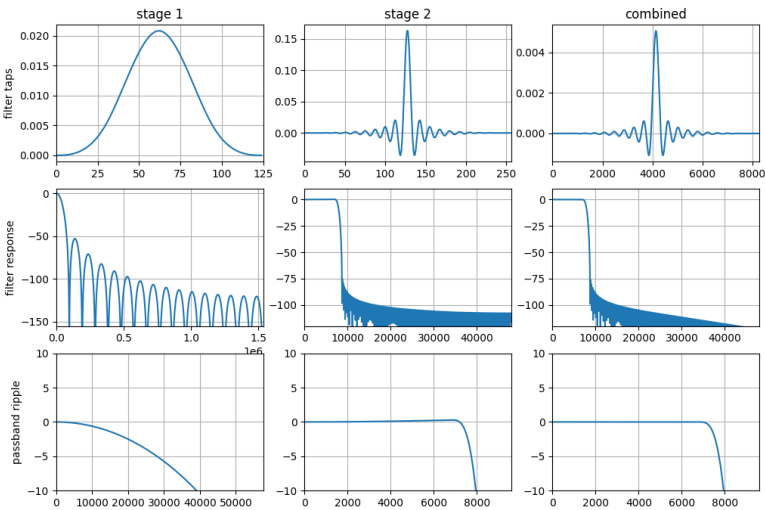 stage 1 stage 2 combined
filter taps
0.020 0.015 0.010 0.005 0.000
0 25 50 75 100 125
0.15 0.10 0.05 0.00
0 50 100 150 200 250
0.004 0.002 0.000
0 2000 4000 6000 8000
filter response
0 −50 −100 −150
0.0 0.5 1.0 1.5
1e6
0 −25 −50 −75 −100
0 10000 20000 30000 40000
0 −25 −50 −75 −100
0 10000 20000 30000 40000
passband ripple
10 5 0 −5 −10
0 10000 20000 30000 40000 50000
10 5 0 −5 −10
0 2000 4000 6000 8000
10 5 0 −5 −10
0 2000 4000 6000 8000